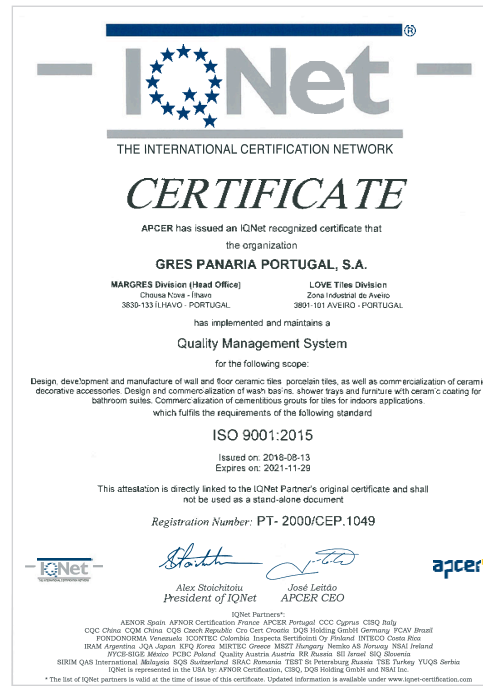 IQNet ®
THE INTERNATIONAL CERTIFICATION NETWORK
CERTIFICATE
APCER has issued an IQNet recognized certificate that
the organization
GRES PANARIA PORTUGAL, S.A.
MARGRES Division (Head Office)
Chousa Nova - Ílhavo
3830-133 ÍLHAVO - PORTUGAL
LOVE Tiles Division
Zona Industrial de Aveiro
3801-101 AVEIRO - PORTUGAL
has implemented and maintains a
Quality Management System
for the following scope:
Design, development and manufacture of wall and floor ceramic tiles, porcelain tiles, as well as commercialization of cerami
decorative accessories. Design and commercialization of wash basins, shower trays and furniture with ceramic coating for
bathroom suites. Commercialization of cementitious grouts for tiles for indoors applications.
which fulfils the requirements of the following standard
ISO 9001:2015
Issued on: 2018-08-13
Expires on: 2021-11-29
This attestation is directly linked to the IQNet Partner's original certificate and shall
not be used as a stand-alone document
Registration Number: PT- 2000/CEP.1049
IQNet
THE INTERNATIONAL CERTIFICATION NETWORK
apcer
Alex Stoichitoiu
President of IQNet
José Leitão
APCER CEO
IQNet Partners*:
AENOR Spain AFNOR Certification France APCER Portugal CCC Cyprus CISQ Italy
CQC China CQM China CQS Czech Republic Cro Cert Croatia DQS Holding GmbH Germany FCAV Brazil
FONDONORMA Venezuela ICONTEC Colombia Inspecta Sertifiointi Oy Finland INTECO Costa Rica
IRAM Argentina JQA Japan KFQ Korea MIRTEC Greece MSZT Hungary Nemko AS Norway NSAI Ireland
NYCE-SIGE México PCBC Poland Quality Austria Austria RR Russia SII Israel SIQ Slovenia
SIRIM QAS International Malaysia SQS Switzerland SRAC Romania TEST St Petersburg Russia TSE Turkey YUQS Serbia
IQNet is represented in the USA by: AFNOR Certification, CISQ, DQS Holding GmbH and NSAI Inc.
* The list of IQNet partners is valid at the time of issue of this certificate. Updated information is available under www.iqnet-certification.com